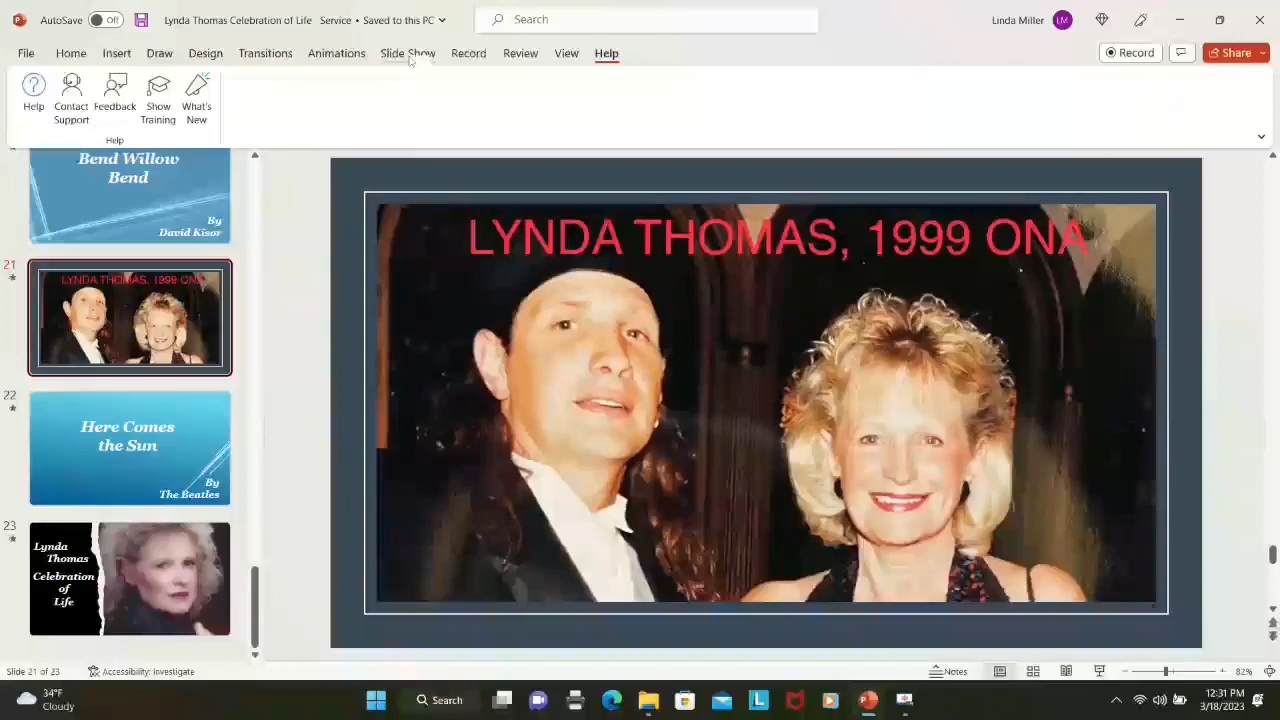 AutoSave Off Lynda Thomas Celebration of Life Service • Saved to this PC Search Linda Miller LM
File Home Insert Draw Design Transitions Animations Slide Show Record Review View Help Record Share
Help Contact Support Feedback Show Training What's New
Help
Bend Willow
Bend
By
David Kisor
21
LYNDA THOMAS, 1999 ONA
22
Here Comes
the Sun
By
The Beatles
23
Lynda
Thomas
Celebration
of
Life
LYNDA THOMAS, 1999 ONA
Slide 21 of 23 Accessibility: Investigate Notes 82%
34°F
Cloudy
Search
12:31 PM
3/18/2023